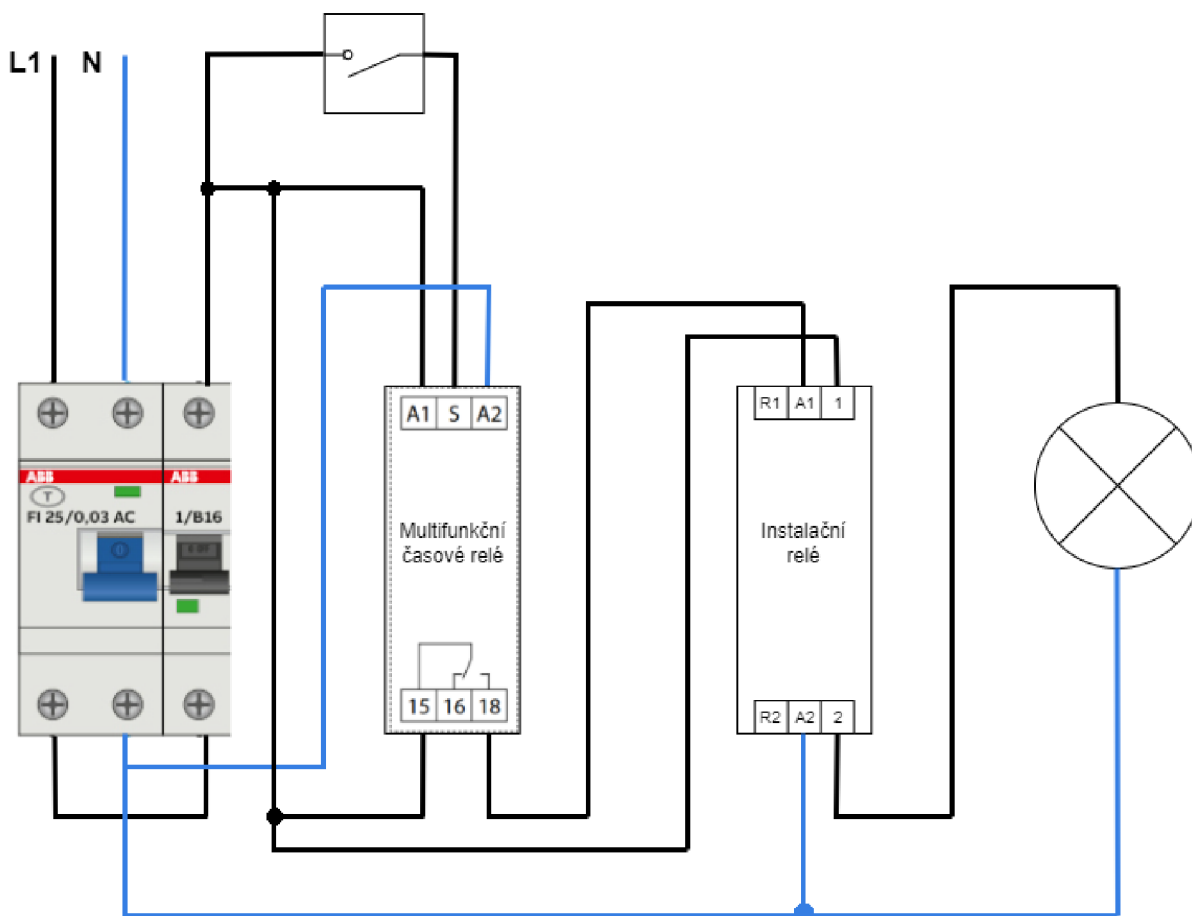 L1 N
A1 S A2
R1 A1 1
ABB ABB
T
FI 25/0,03 AC 1/B16
Multifunkční
časové relé
Instalační
relé
15 16 18
R2 A2 2